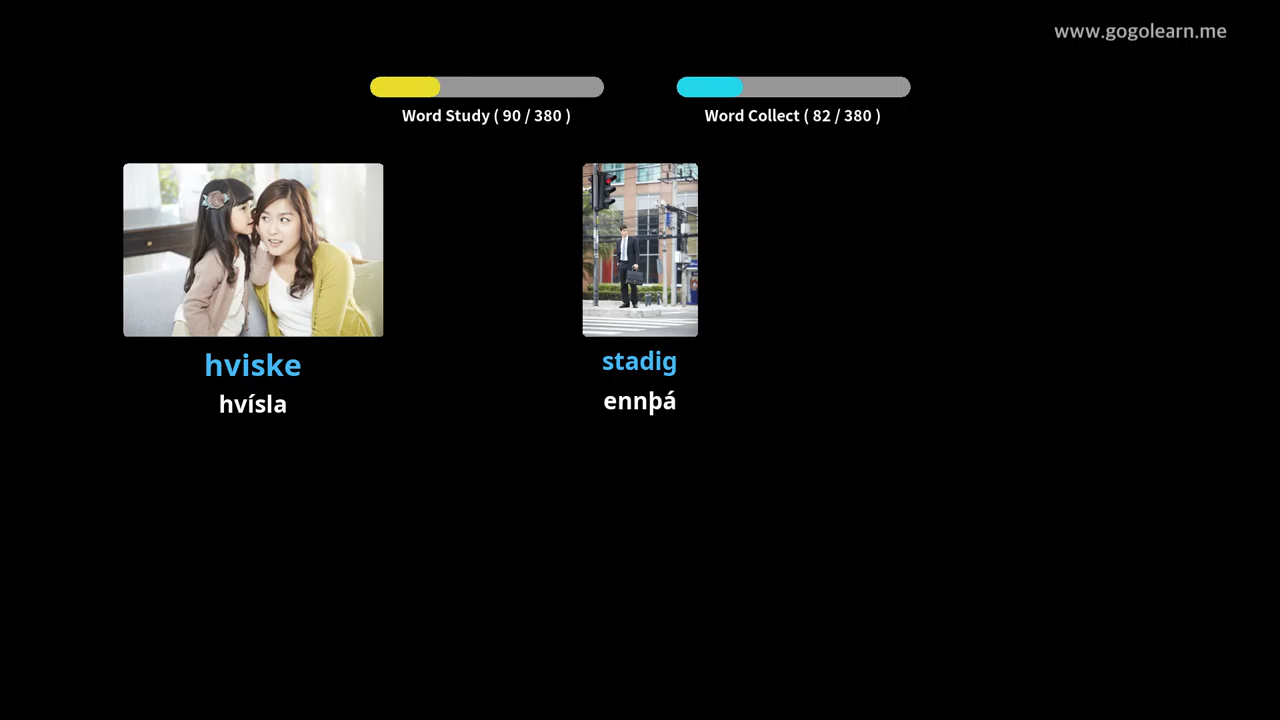 www.gogolearn.me
Word Study ( 90 / 380 )
Word Collect ( 82 / 380 )
hviske
hvísla
stadig
ennþá